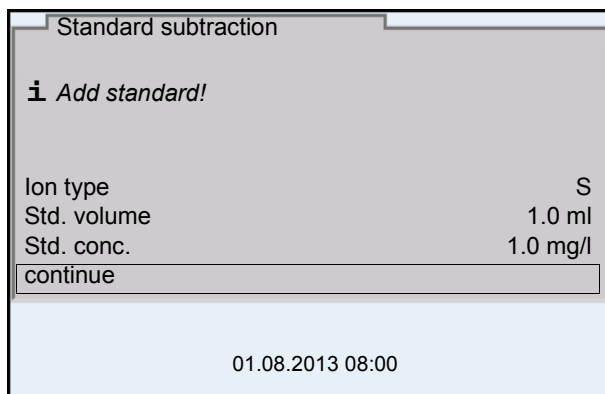 Standard subtraction
i Add standard!
Ion type S
Std. volume 1.0 ml
Std. conc. 1.0 mg/l
continue
01.08.2013 08:00